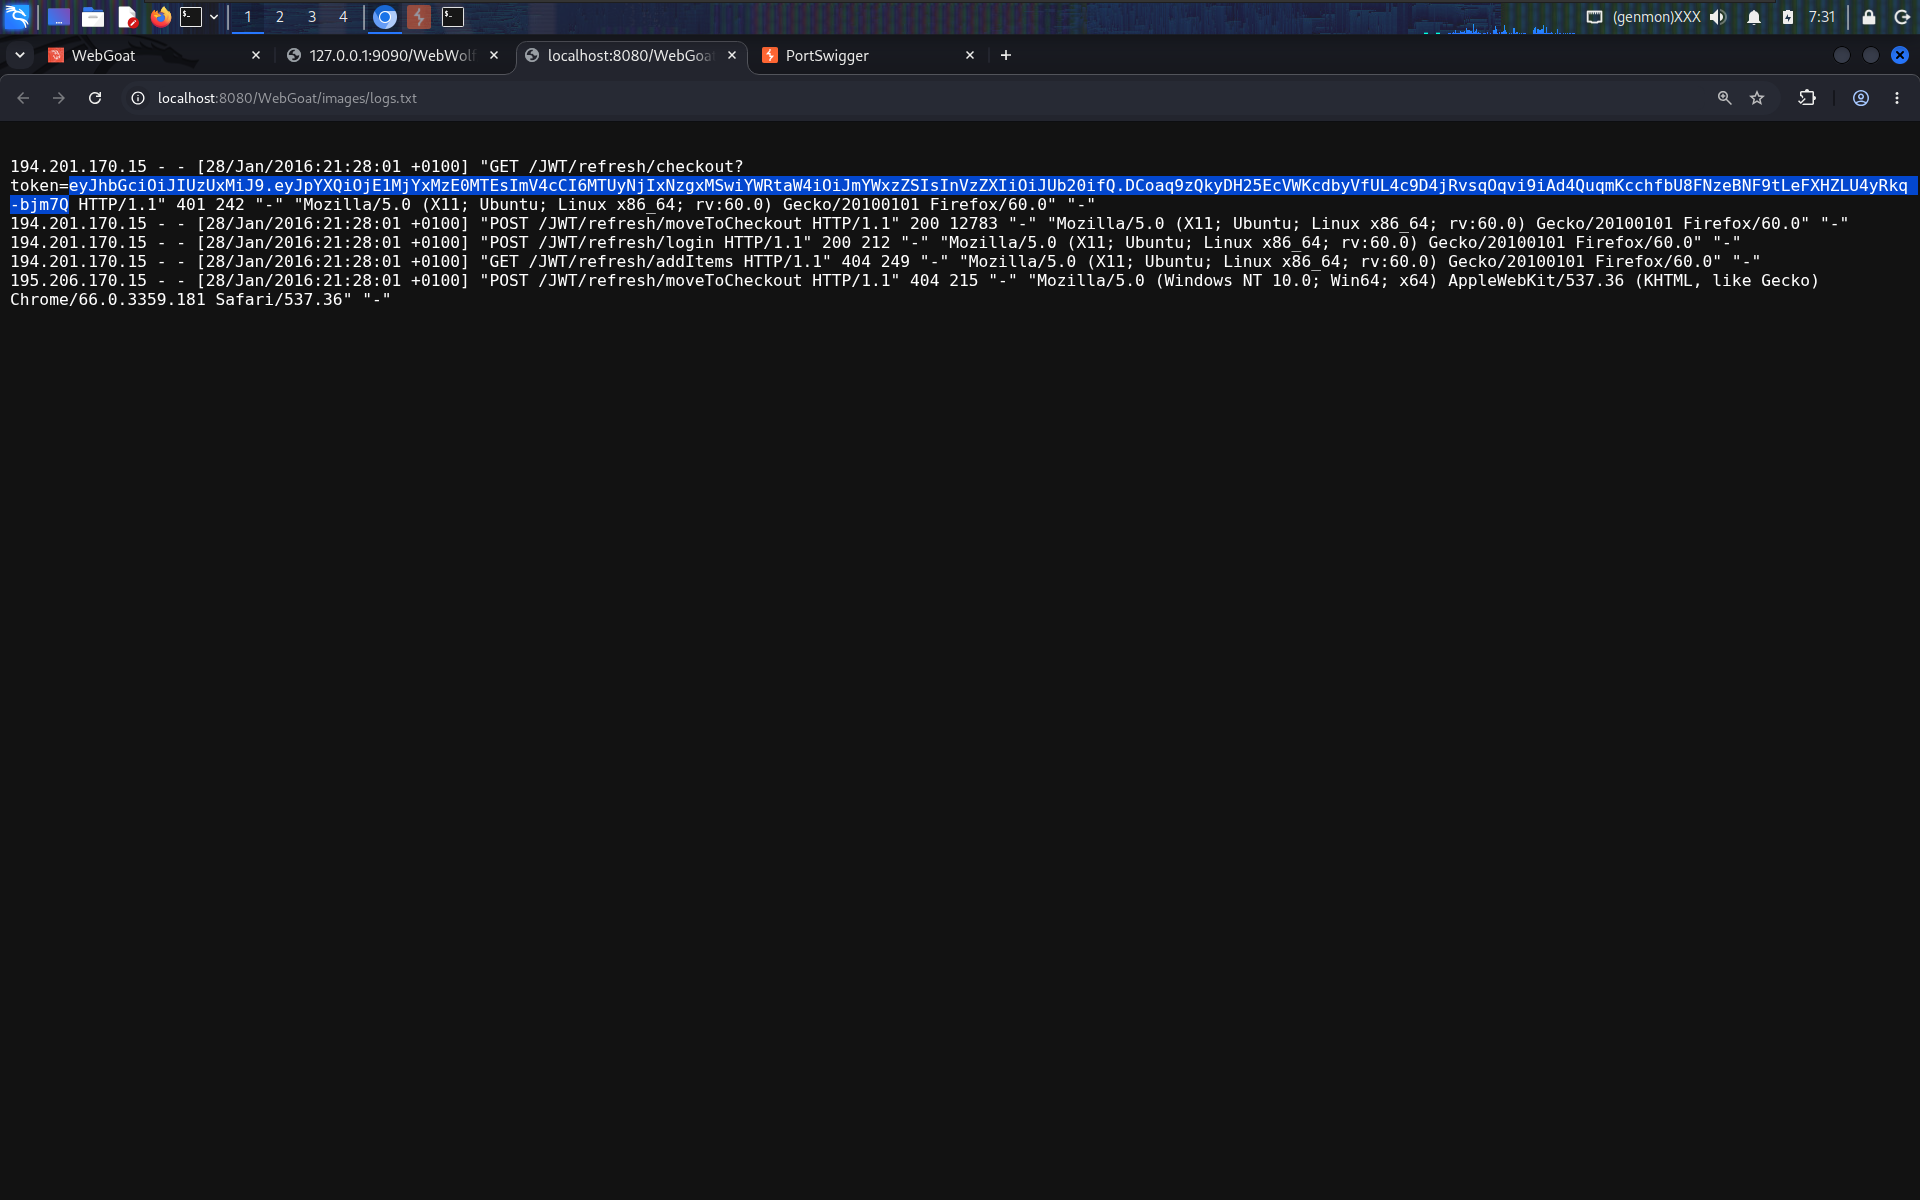 1 2 3 4 (genmon)XXX 7:31
WebGoat 127.0.0.1:9090/WebWolf localhost:8080/WebGoat PortSwigger
localhost:8080/WebGoat/images/logs.txt
194.201.170.15 - - [28/Jan/2016:21:28:01 +0100] "GET /JWT/refresh/checkout?
token=eyJhbGciOiJIUzUxMiJ9.eyJpYXQiOjE1MjYxMzE0MTEsImV4cCI6MTUyNjIxNzgxMSwiYWRtaW4iOiJmYWxzZSIsInVzZXIiOiJUb20ifQ.DCoaq9zQkyDH25EcVWKcdbyVfUL4c9D4jRvsqOqvi9iAd4QuqmKcchfbU8FNzeBNF9tLeFXHZLU4yRkq
-bjm7Q HTTP/1.1" 401 242 "-" "Mozilla/5.0 (X11; Ubuntu; Linux x86_64; rv:60.0) Gecko/20100101 Firefox/60.0" "-"
194.201.170.15 - - [28/Jan/2016:21:28:01 +0100] "POST /JWT/refresh/moveToCheckout HTTP/1.1" 200 12783 "-" "Mozilla/5.0 (X11; Ubuntu; Linux x86_64; rv:60.0) Gecko/20100101 Firefox/60.0" "-"
194.201.170.15 - - [28/Jan/2016:21:28:01 +0100] "POST /JWT/refresh/login HTTP/1.1" 200 212 "-" "Mozilla/5.0 (X11; Ubuntu; Linux x86_64; rv:60.0) Gecko/20100101 Firefox/60.0" "-"
194.201.170.15 - - [28/Jan/2016:21:28:01 +0100] "GET /JWT/refresh/addItems HTTP/1.1" 404 249 "-" "Mozilla/5.0 (X11; Ubuntu; Linux x86_64; rv:60.0) Gecko/20100101 Firefox/60.0" "-"
195.206.170.15 - - [28/Jan/2016:21:28:01 +0100] "POST /JWT/refresh/moveToCheckout HTTP/1.1" 404 215 "-" "Mozilla/5.0 (Windows NT 10.0; Win64; x64) AppleWebKit/537.36 (KHTML, like Gecko)
Chrome/66.0.3359.181 Safari/537.36" "-"